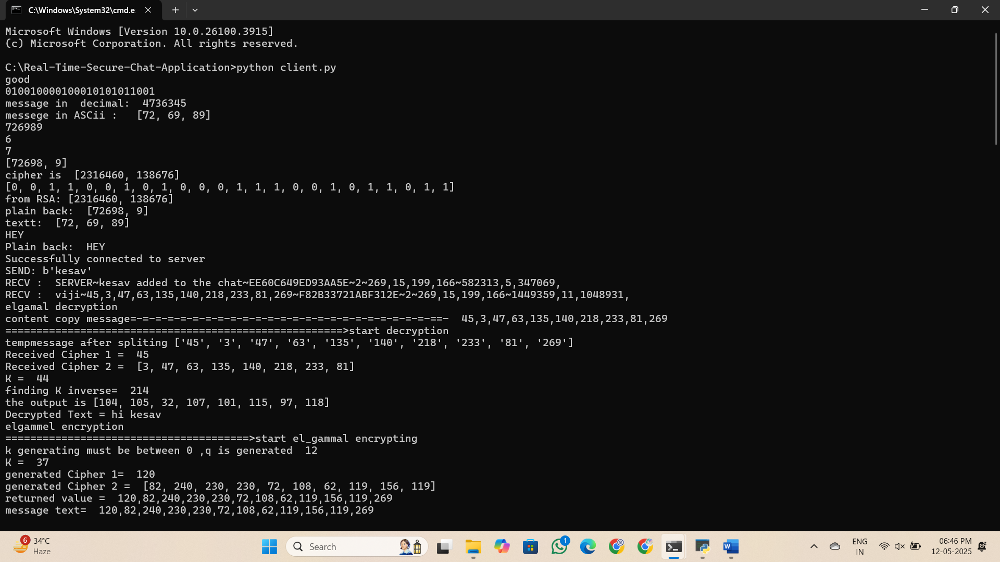 C:\Windows\System32\cmd.e
Microsoft Windows [Version 10.0.26100.3915]
(c) Microsoft Corporation. All rights reserved.
C:\Real-Time-Secure-Chat-Application>python client.py
good
010010000100010101011001
message in  decimal:  4736345
messege in ASCii :   [72, 69, 89]
726989
6
7
[72698, 9]
cipher is  [2316460, 138676]
[0, 0, 1, 1, 0, 0, 1, 0, 1, 0, 0, 0, 1, 1, 1, 0, 0, 1, 0, 1, 1, 0, 1, 1]
from RSA: [2316460, 138676]
plain back:  [72698, 9]
textt:  [72, 69, 89]
HEY
Plain back:  HEY
Successfully connected to server
SEND: b'kesav'
RECV :  SERVER~kesav added to the chat~EE60C649ED93AA5E~2~269,15,199,166~582313,5,347069,
RECV :  viji~45,3,47,63,135,140,218,233,81,269~F82B33721ABF312E~2~269,15,199,166~1449359,11,1048931,
elgamal decryption
content copy message=-=-=-=-=-=-=-=-=-=-=-=-=-=-=-=-=-=-=-=-=-=-=-=-==-  45,3,47,63,135,140,218,233,81,269
======================================================>start decryption
tempmessage after spliting ['45', '3', '47', '63', '135', '140', '218', '233', '81', '269']
Received Cipher 1 =  45
Received Cipher 2 =  [3, 47, 63, 135, 140, 218, 233, 81]
K =  44
finding K inverse=  214
the output is [104, 105, 32, 107, 101, 115, 97, 118]
Decrypted Text = hi kesav
elgammel encryption
=======================================>start el_gammal encrypting
k generating must be between 0 ,q is generated  12
K =  37
generated Cipher 1=  120
generated Cipher 2 =  [82, 240, 230, 230, 72, 108, 62, 119, 156, 119]
returned value =  120,82,240,230,230,72,108,62,119,156,119,269
message text=  120,82,240,230,230,72,108,62,119,156,119,269
6
34°C
Haze
Search
1
W
ENG
IN
06:46 PM
12-05-2025